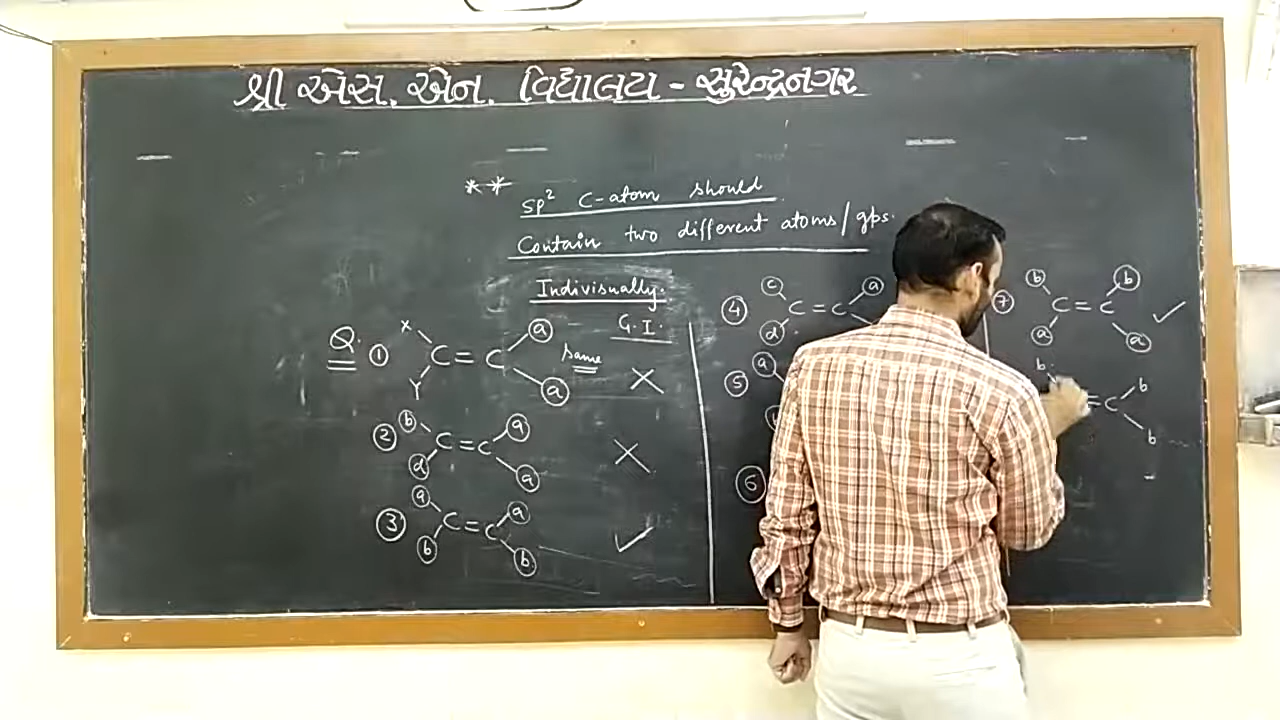 શ્રી એસ. એન. વિદ્યાલય - સુરેન્દ્રનગર
** sp² C-atom should
Contain two different atoms/gps.
Indivisually.
G.I.
Q.
① X Y C = C a a same ✗
② b d C = C a a ✗
③ a b C = C a b ✓
④ c d C = C a
⑤ a
⑥
⑦ b a C = C b a ✓
b = C b b